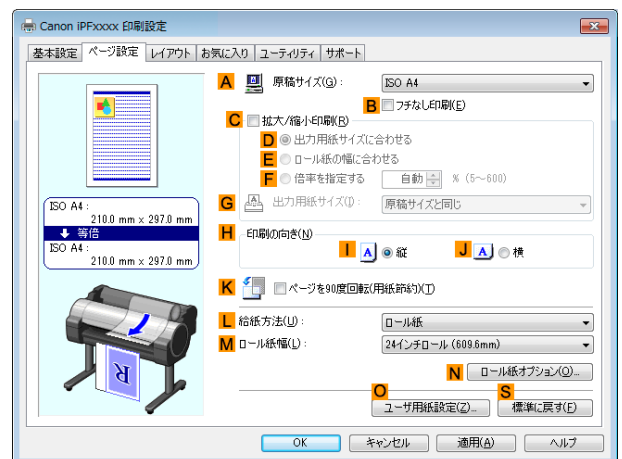 Canon iPFxxxx 印刷設定
基本設定 ページ設定 レイアウト お気に入り ユーティリティ サポート
A 原稿サイズ(G) : ISO A4
B フチなし印刷(E)
C 拡大/縮小印刷(R)
D 出力用紙サイズに合わせる
E ロール紙の幅に合わせる
F 倍率を指定する 自動 % (5～600)
G 出力用紙サイズ(I) : 原稿サイズと同じ
ISO A4 :
210.0 mm x 297.0 mm
等倍
ISO A4 :
210.0 mm x 297.0 mm
H 印刷の向き(N)
I A 縦 J A 横
K ページを90度回転(用紙節約)(T)
L 給紙方法(U) : ロール紙
M ロール紙幅(L) : 24インチロール (609.6mm)
N ロール紙オプション(O)...
O ユーザ用紙設定(Z)... S 標準に戻す(F)
R
OK キャンセル 適用(A) ヘルプ